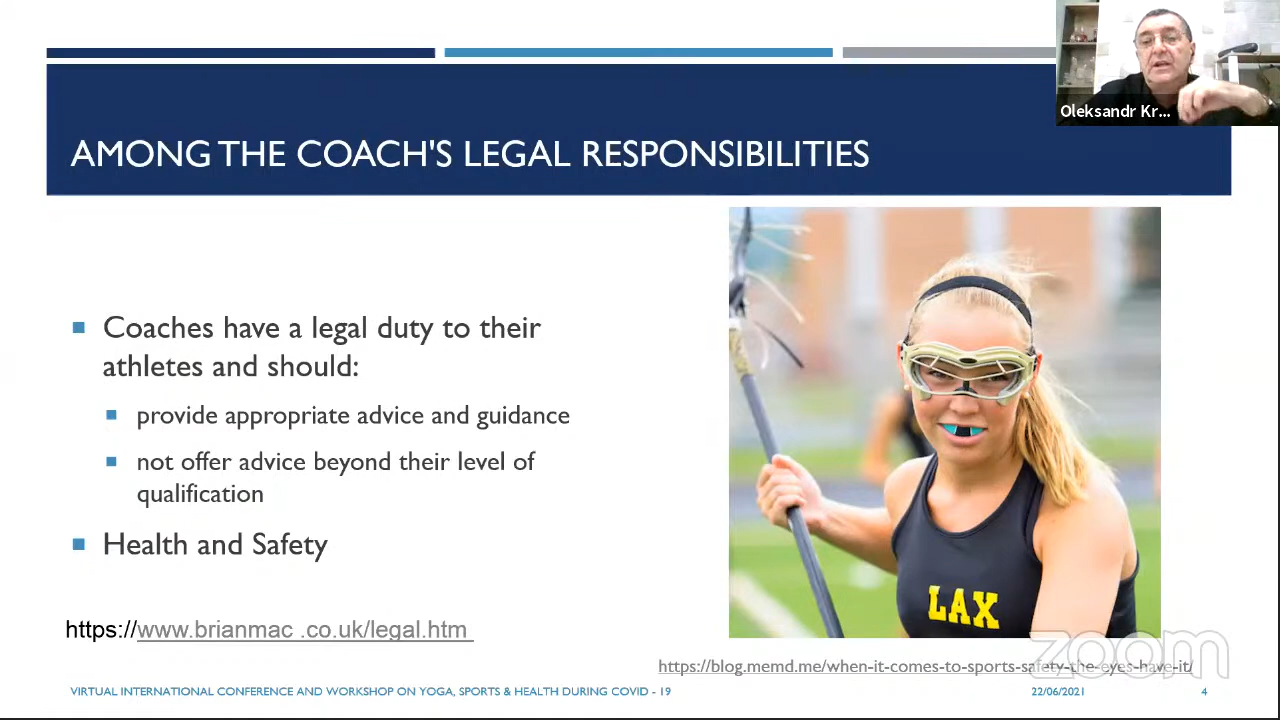 Oleksandr Kr...
AMONG THE COACH'S LEGAL RESPONSIBILITIES
Coaches have a legal duty to their
athletes and should:
provide appropriate advice and guidance
not offer advice beyond their level of
qualification
Health and Safety
https://www.brianmac .co.uk/legal.htm
LAX
zoom
https://blog.memd.me/when-it-comes-to-sports-safety-the-eyes-have-it/
VIRTUAL INTERNATIONAL CONFERENCE AND WORKSHOP ON YOGA, SPORTS & HEALTH DURING COVID - 19
22/06/2021
4